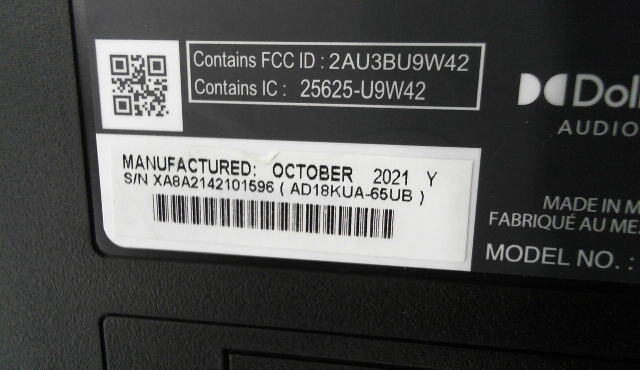 Contains FCC ID : 2AU3BU9W42
Contains IC : 25625-U9W42
AUDIO
MANUFACTURED: OCTOBER 2021 Y
S/N XA8A2142101596 ( AD18KUA-65UB )
MADE IN M
FABRIQUÉ AU ME
MODEL NO. :